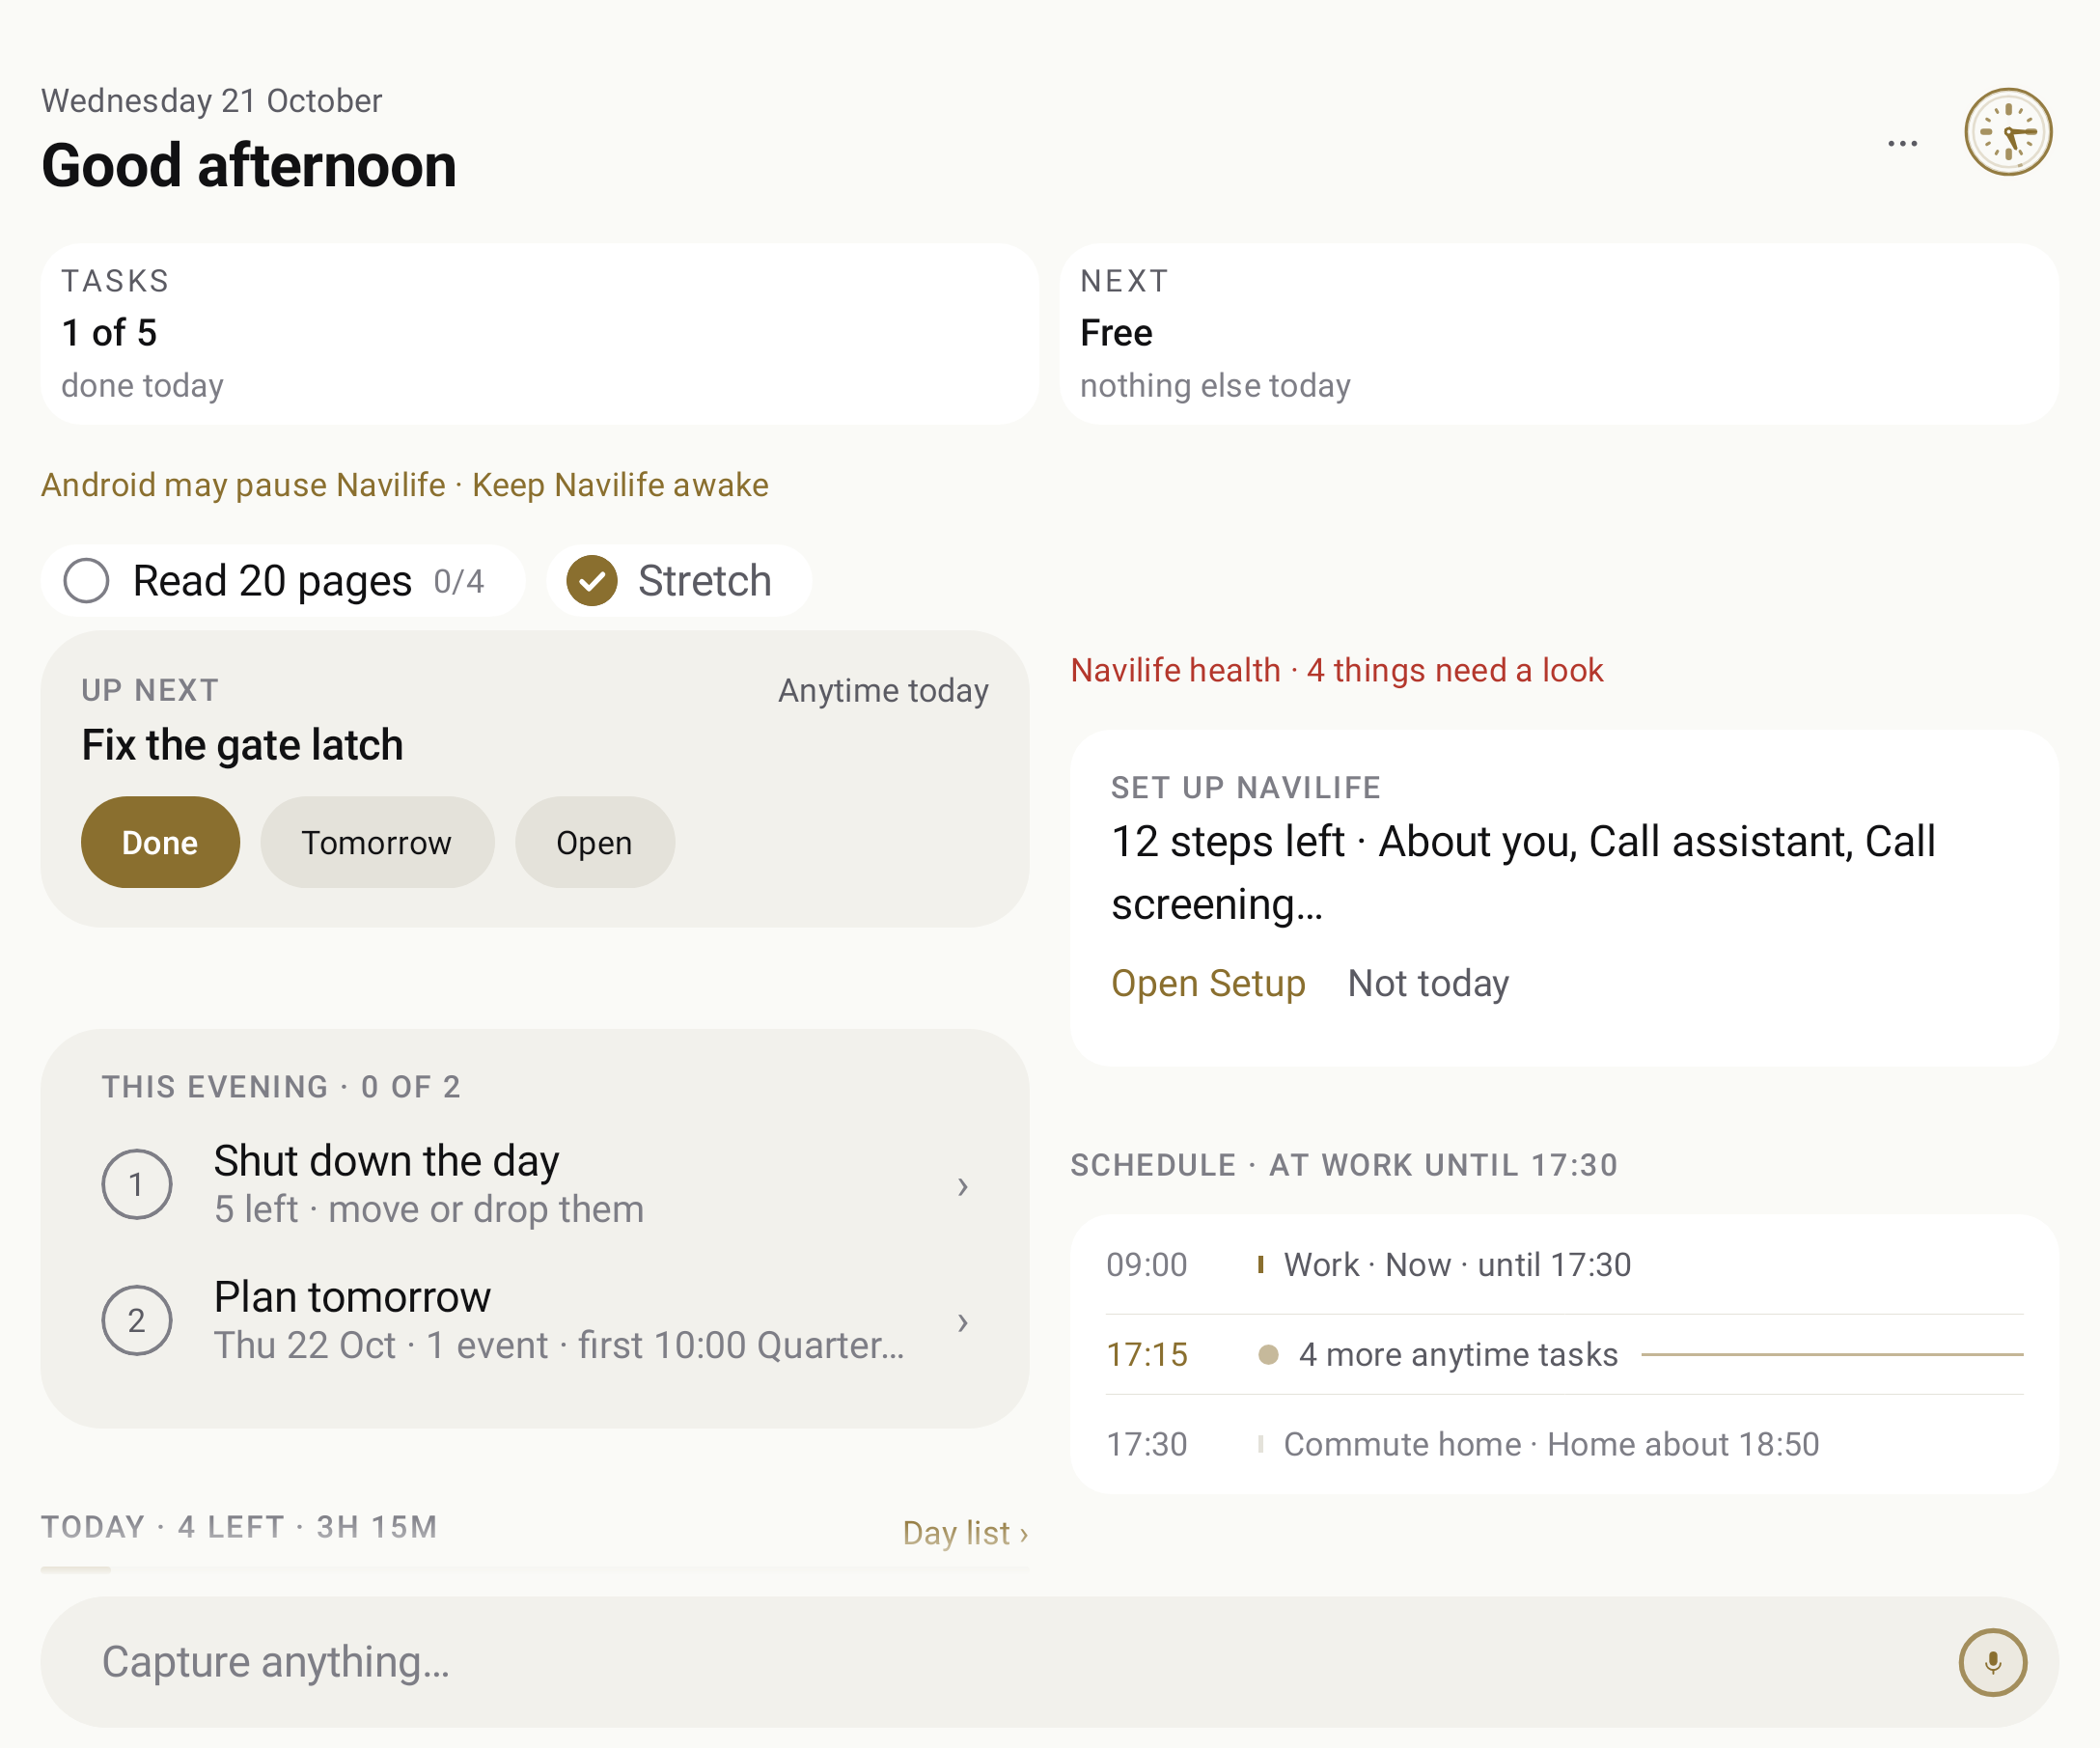 Wednesday 21 October
Good afternoon
...
TASKS
1 of 5
done today
NEXT
Free
nothing else today
Android may pause Navilife · Keep Navilife awake
Read 20 pages 0/4
Stretch
UP NEXT
Anytime today
Fix the gate latch
Done
Tomorrow
Open
THIS EVENING · 0 OF 2
1
Shut down the day
5 left · move or drop them
›
2
Plan tomorrow
Thu 22 Oct · 1 event · first 10:00 Quarter...
›
TODAY · 4 LEFT · 3H 15M
Day list ›
Navilife health · 4 things need a look
SET UP NAVILIFE
12 steps left · About you, Call assistant, Call
screening...
Open Setup
Not today
SCHEDULE · AT WORK UNTIL 17:30
09:00 Work · Now · until 17:30
17:15 4 more anytime tasks
17:30 Commute home · Home about 18:50
Capture anything...